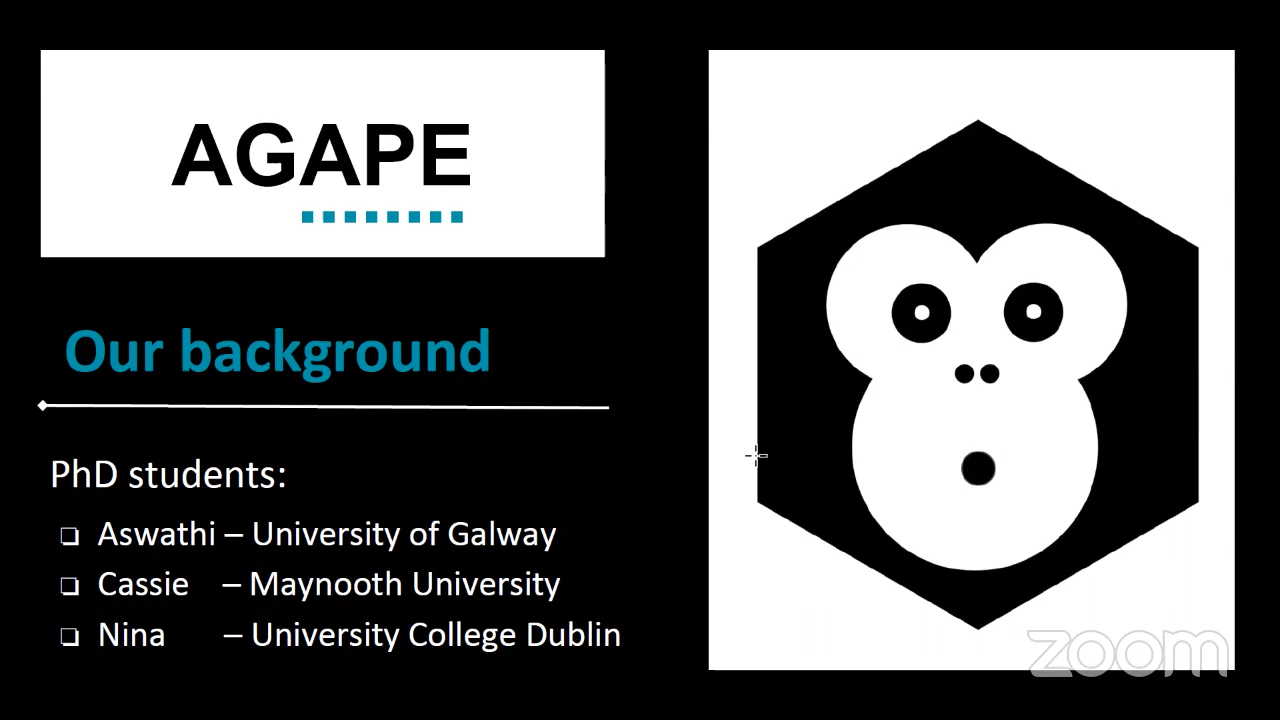 AGAPE
Our background
PhD students:
❏ Aswathi – University of Galway
❏ Cassie – Maynooth University
❏ Nina – University College Dublin
zoom